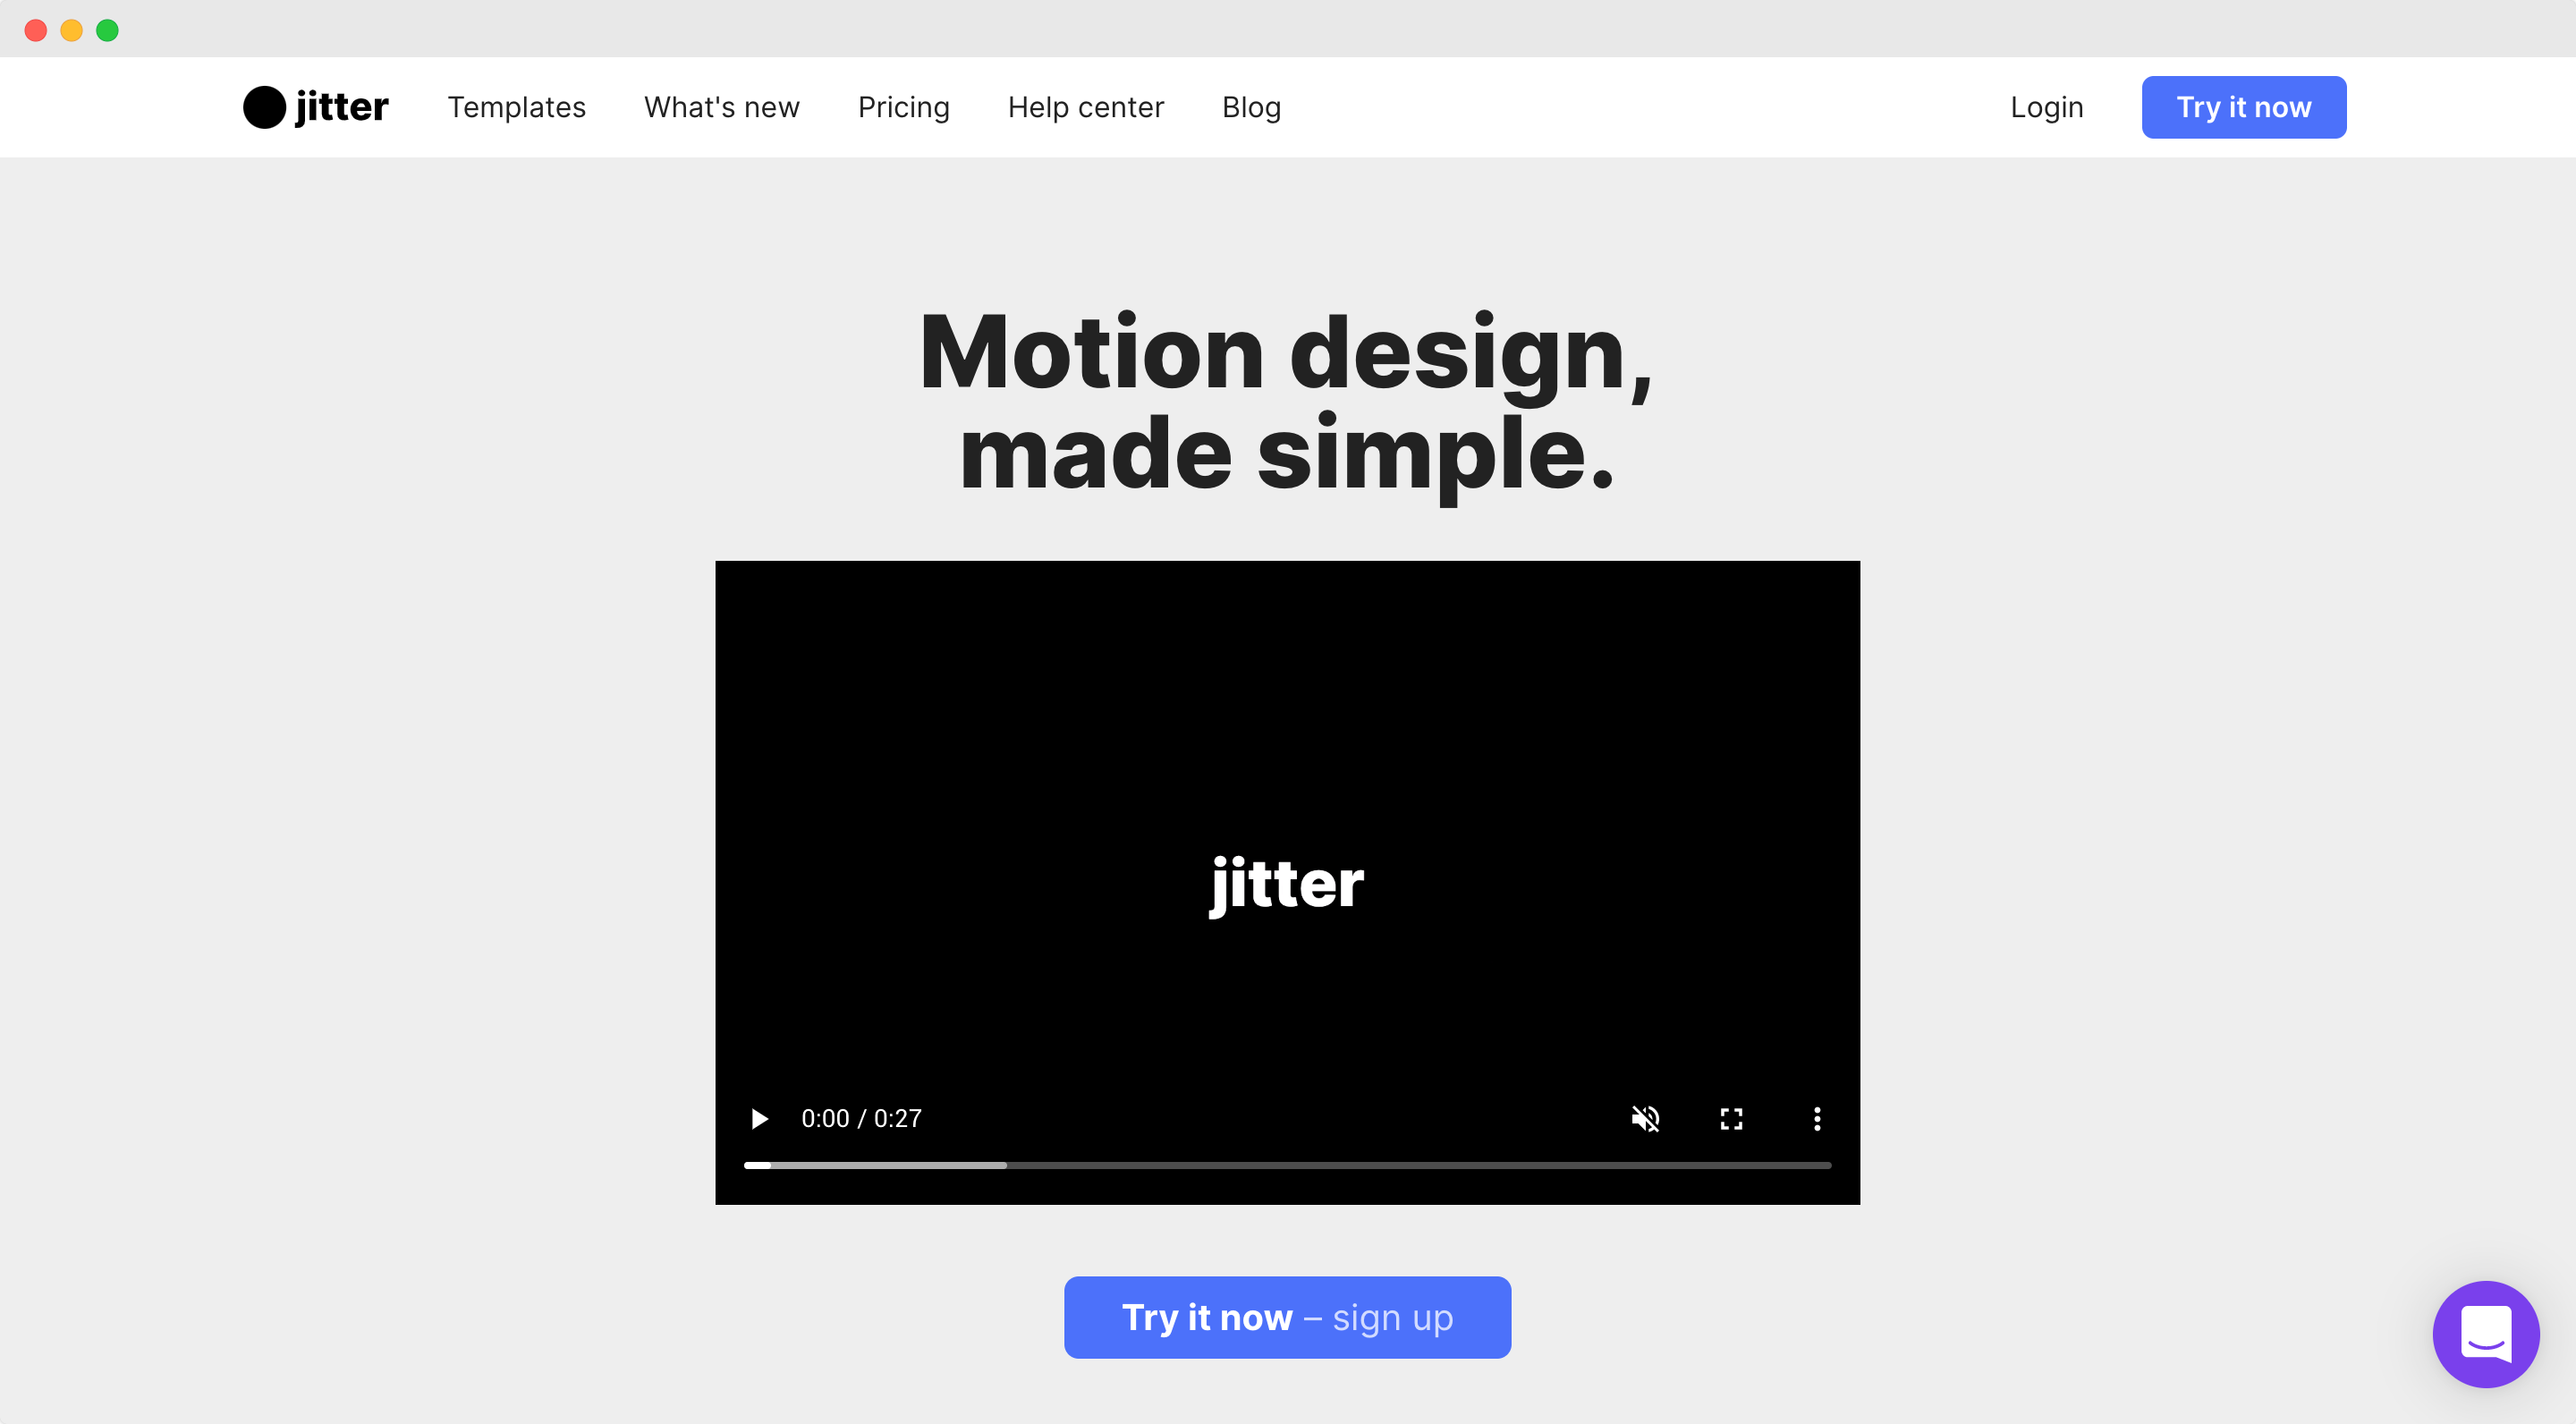 jitter Templates What's new Pricing Help center Blog Login Try it now
Motion design,
made simple.
jitter
0:00 / 0:27
Try it now – sign up